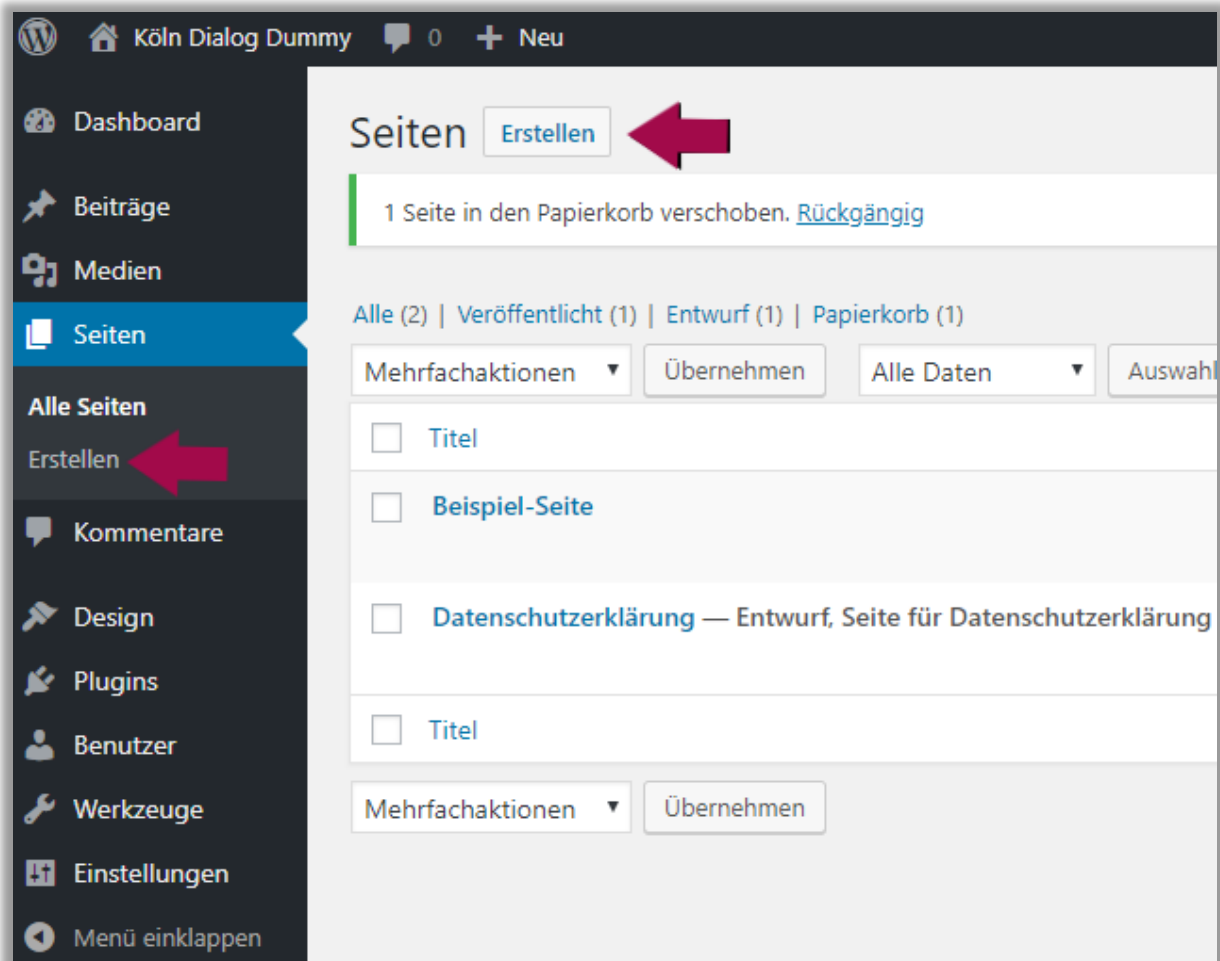 Köln Dialog Dummy 0 Neu
Dashboard
Beiträge
Medien
Seiten
Alle Seiten
Erstellen
Kommentare
Design
Plugins
Benutzer
Werkzeuge
Einstellungen
Menü einklappen
Seiten Erstellen
1 Seite in den Papierkorb verschoben. Rückgängig
Alle (2) | Veröffentlicht (1) | Entwurf (1) | Papierkorb (1)
Mehrfachaktionen Übernehmen Alle Daten Auswahl
Titel
Beispiel-Seite
Datenschutzerklärung — Entwurf, Seite für Datenschutzerklärung
Titel
Mehrfachaktionen Übernehmen